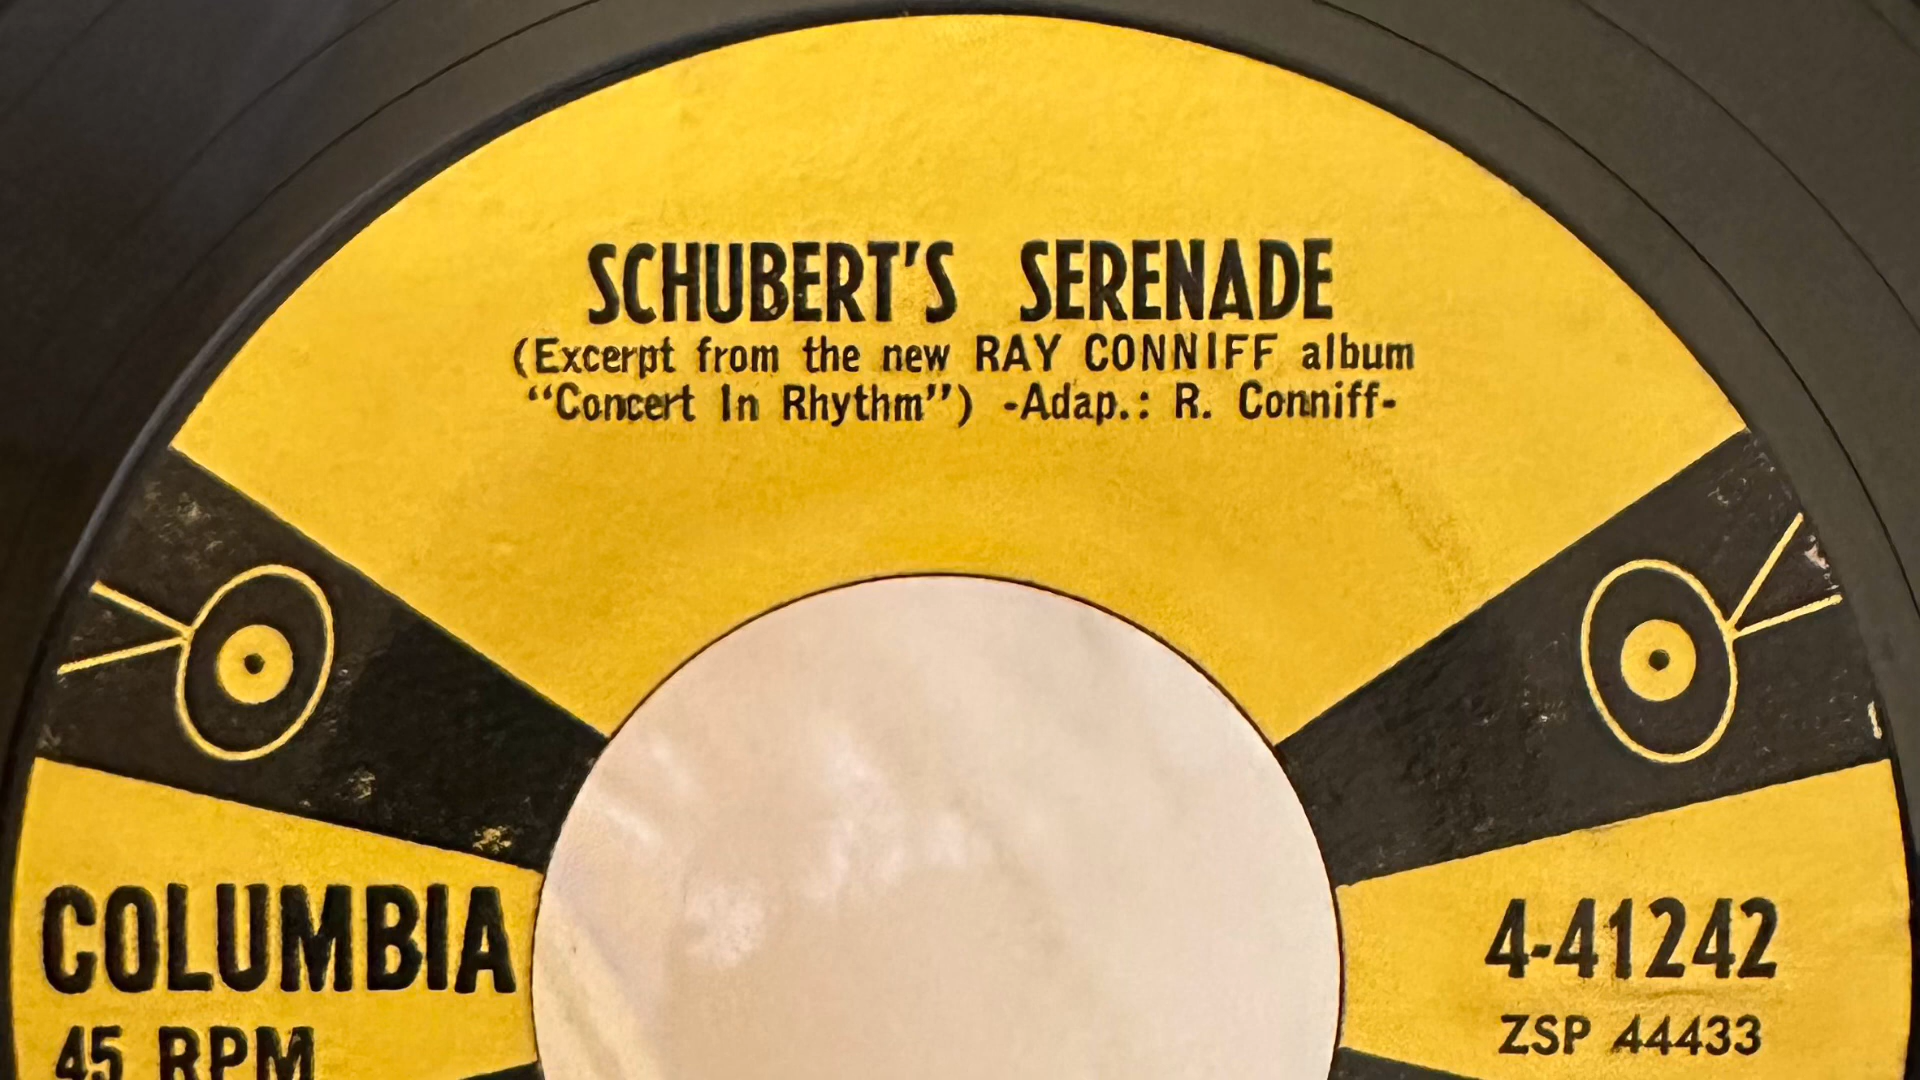 SCHUBERT'S SERENADE
(Excerpt from the new RAY CONNIFF album
“Concert In Rhythm”) -Adap.: R. Conniff-
COLUMBIA
45 RPM
4-41242
ZSP 44433